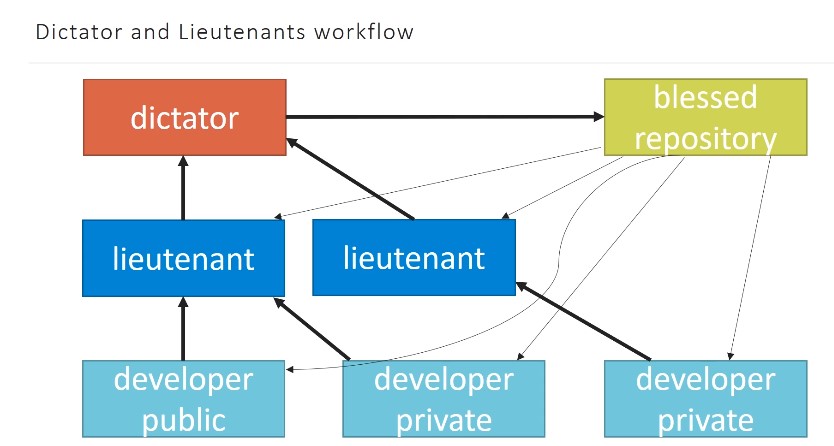 Dictator and Lieutenants workflow
dictator
blessed
repository
lieutenant
lieutenant
developer
public
developer
private
developer
private